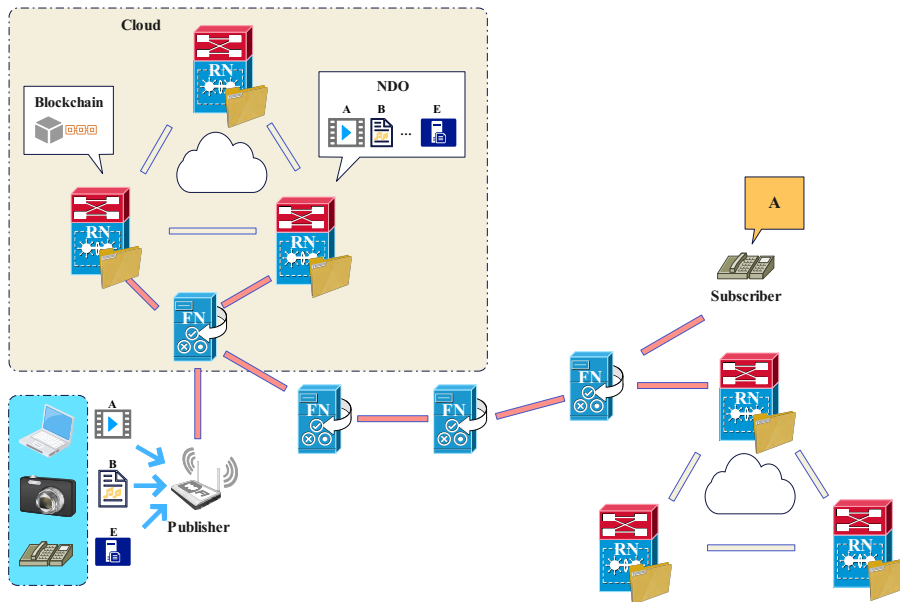 Cloud
RN
Blockchain
NDO
A B E
...
RN
RN
A
Subscriber
FN
FN
FN
FN
RN
A
B
E
Publisher
RN
RN